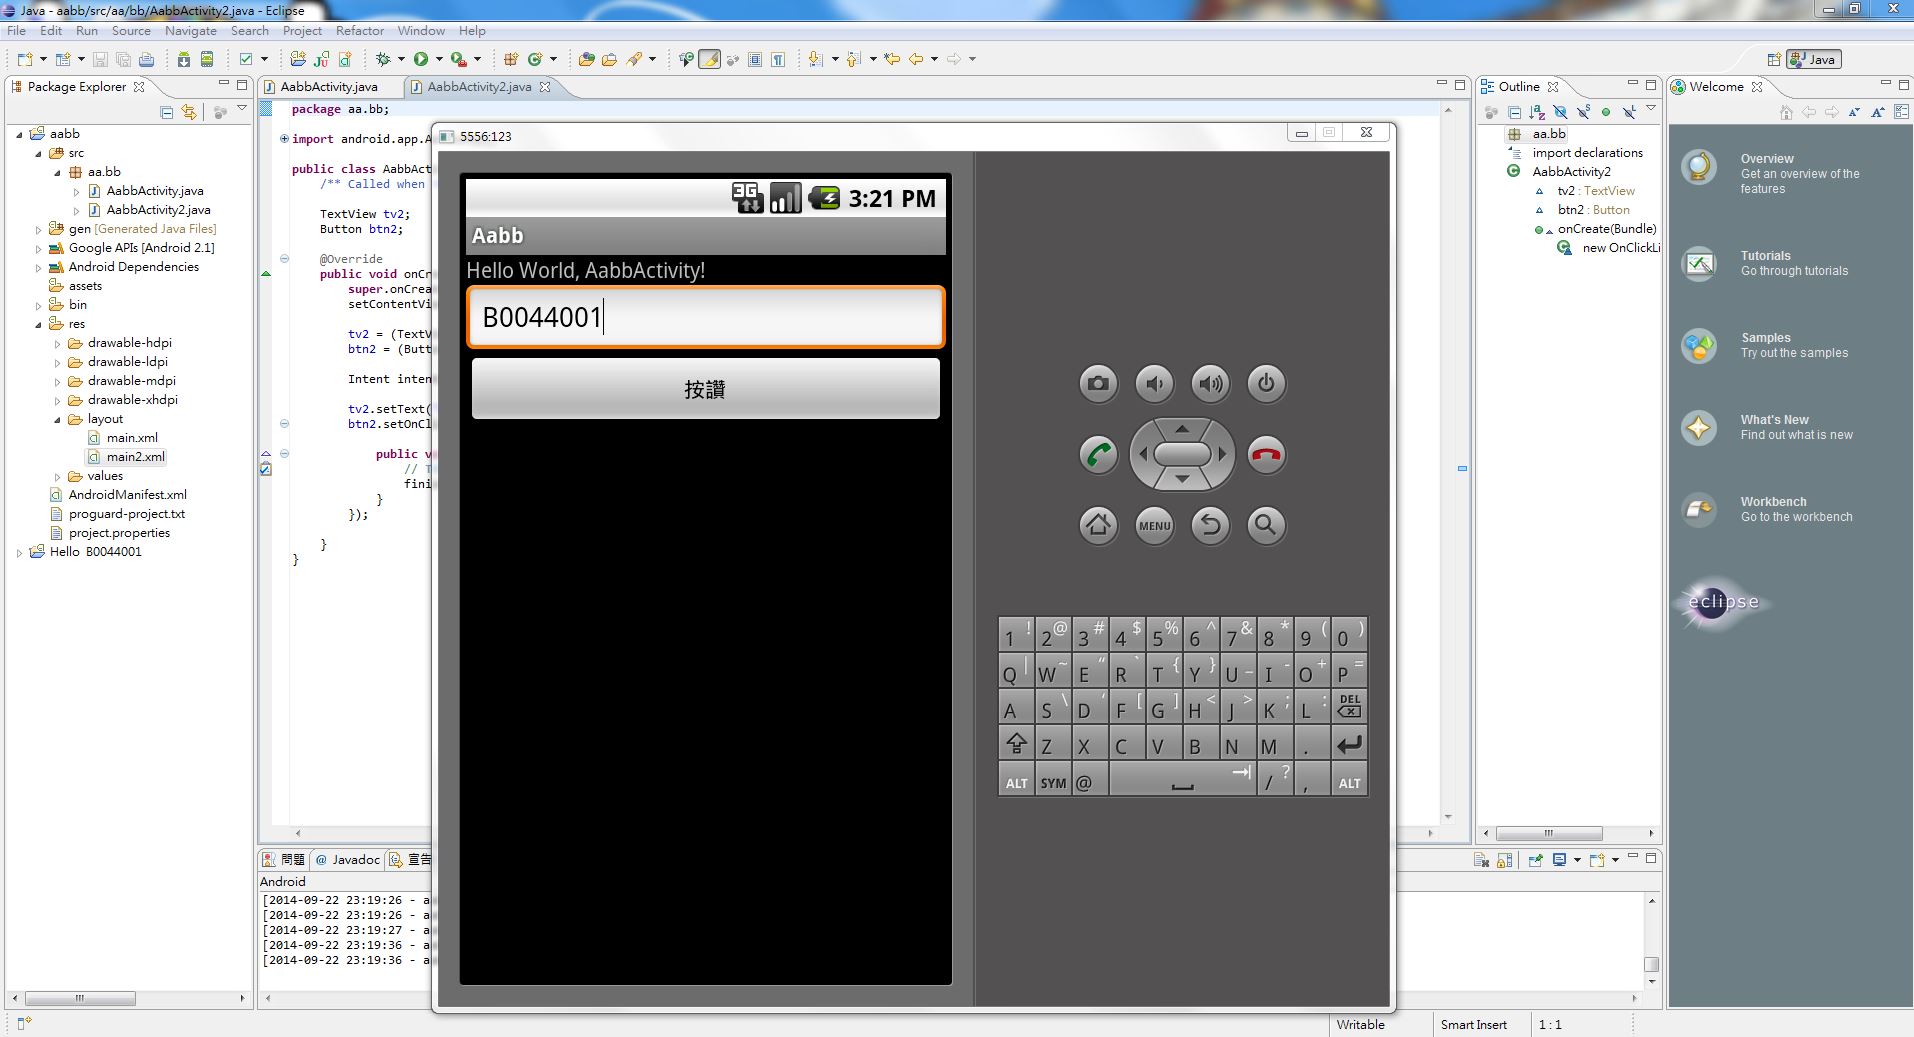 Java - aabb/src/aa/bb/AabbActivity2.java - Eclipse
File Edit Run Source Navigate Search Project Refactor Window Help
Java
Package Explorer
aabb
src
aa.bb
AabbActivity.java
AabbActivity2.java
gen [Generated Java Files]
Google APIs [Android 2.1]
Android Dependencies
assets
bin
res
drawable-hdpi
drawable-ldpi
drawable-mdpi
drawable-xhdpi
layout
main.xml
main2.xml
values
AndroidManifest.xml
proguard-project.txt
project.properties
Hello B0044001
AabbActivity.java AabbActivity2.java
package aa.bb;
import android.app.A
public class AabbActi
/** Called when
TextView tv2;
Button btn2;
@Override
public void onCr
super.onCrea
setContentVi
tv2 = (TextV
btn2 = (Butt
Intent inten
tv2.setText(
btn2.setOnCl
public v
// T
fini
}
});
}
}
5556:123
3G 3:21 PM
Aabb
Hello World, AabbActivity!
B0044001
按讚
MENU
1 ! 2 @ 3 # 4 $ 5 % 6 ^ 7 & 8 * 9 ( 0 )
Q | W ~ E " R ` T { Y } U _ I - O + P =
A S \ D ' F [ G ] H < J > K ; L : DEL
Z X C V B N M .
ALT SYM @ / ? , ALT
Outline
aa.bb
import declarations
AabbActivity2
tv2 : TextView
btn2 : Button
onCreate(Bundle)
new OnClickLi
Welcome
Overview
Get an overview of the
features
Tutorials
Go through tutorials
Samples
Try out the samples
What's New
Find out what is new
Workbench
Go to the workbench
eclipse
問題 @ Javadoc 宣告
Android
[2014-09-22 23:19:26 - a
[2014-09-22 23:19:26 - a
[2014-09-22 23:19:27 - a
[2014-09-22 23:19:36 - a
[2014-09-22 23:19:36 - a
Writable Smart Insert 1 : 1